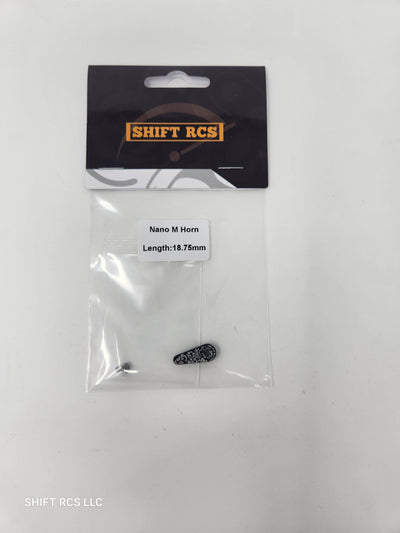 SHIFT RCS
Nano M Horn
Length:18.75mm
SHIFT RCS LLC